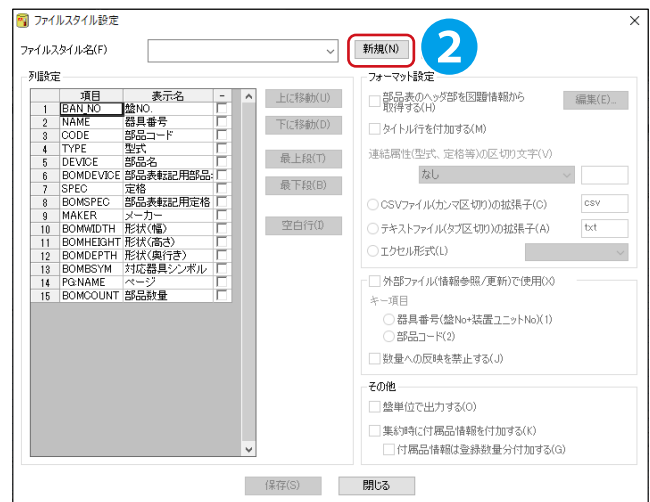 ファイルスタイル設定
ファイルスタイル名(F)
新規(N)
2
列設定
項目 表示名 -
1 BAN_NO 盤NO.
2 NAME 器具番号
3 CODE 部品コード
4 TYPE 型式
5 DEVICE 部品名
6 BOMDEVICE 部品表転記用部品:
7 SPEC 定格
8 BOMSPEC 部品表転記用定格
9 MAKER メーカー
10 BOMWIDTH 形状(幅)
11 BOMHEIGHT 形状(高さ)
12 BOMDEPTH 形状(奥行き)
13 BOMBSYM 対応器具シンボル
14 PG:NAME ページ
15 BOMCOUNT 部品数量
上に移動(U)
下に移動(D)
最上段(T)
最下段(B)
空白行(I)
フォーマット設定
部品表のヘッダ部を図題情報から
取得する(H)
編集(E)...
タイトル行を付加する(M)
連結属性(型式、定格等)の区切り文字(V)
なし
CSVファイル(カンマ区切り)の拡張子(C) csv
テキストファイル(タブ区切り)の拡張子(A) txt
エクセル形式(L)
外部ファイル(情報参照/更新)で使用(X)
キー項目
器具番号(盤No+装置ユニットNo)(1)
部品コード(2)
数量への反映を禁止する(J)
その他
盤単位で出力する(O)
集約時に付属品情報を付加する(K)
付属品情報は登録数量分付加する(G)
保存(S)
閉じる